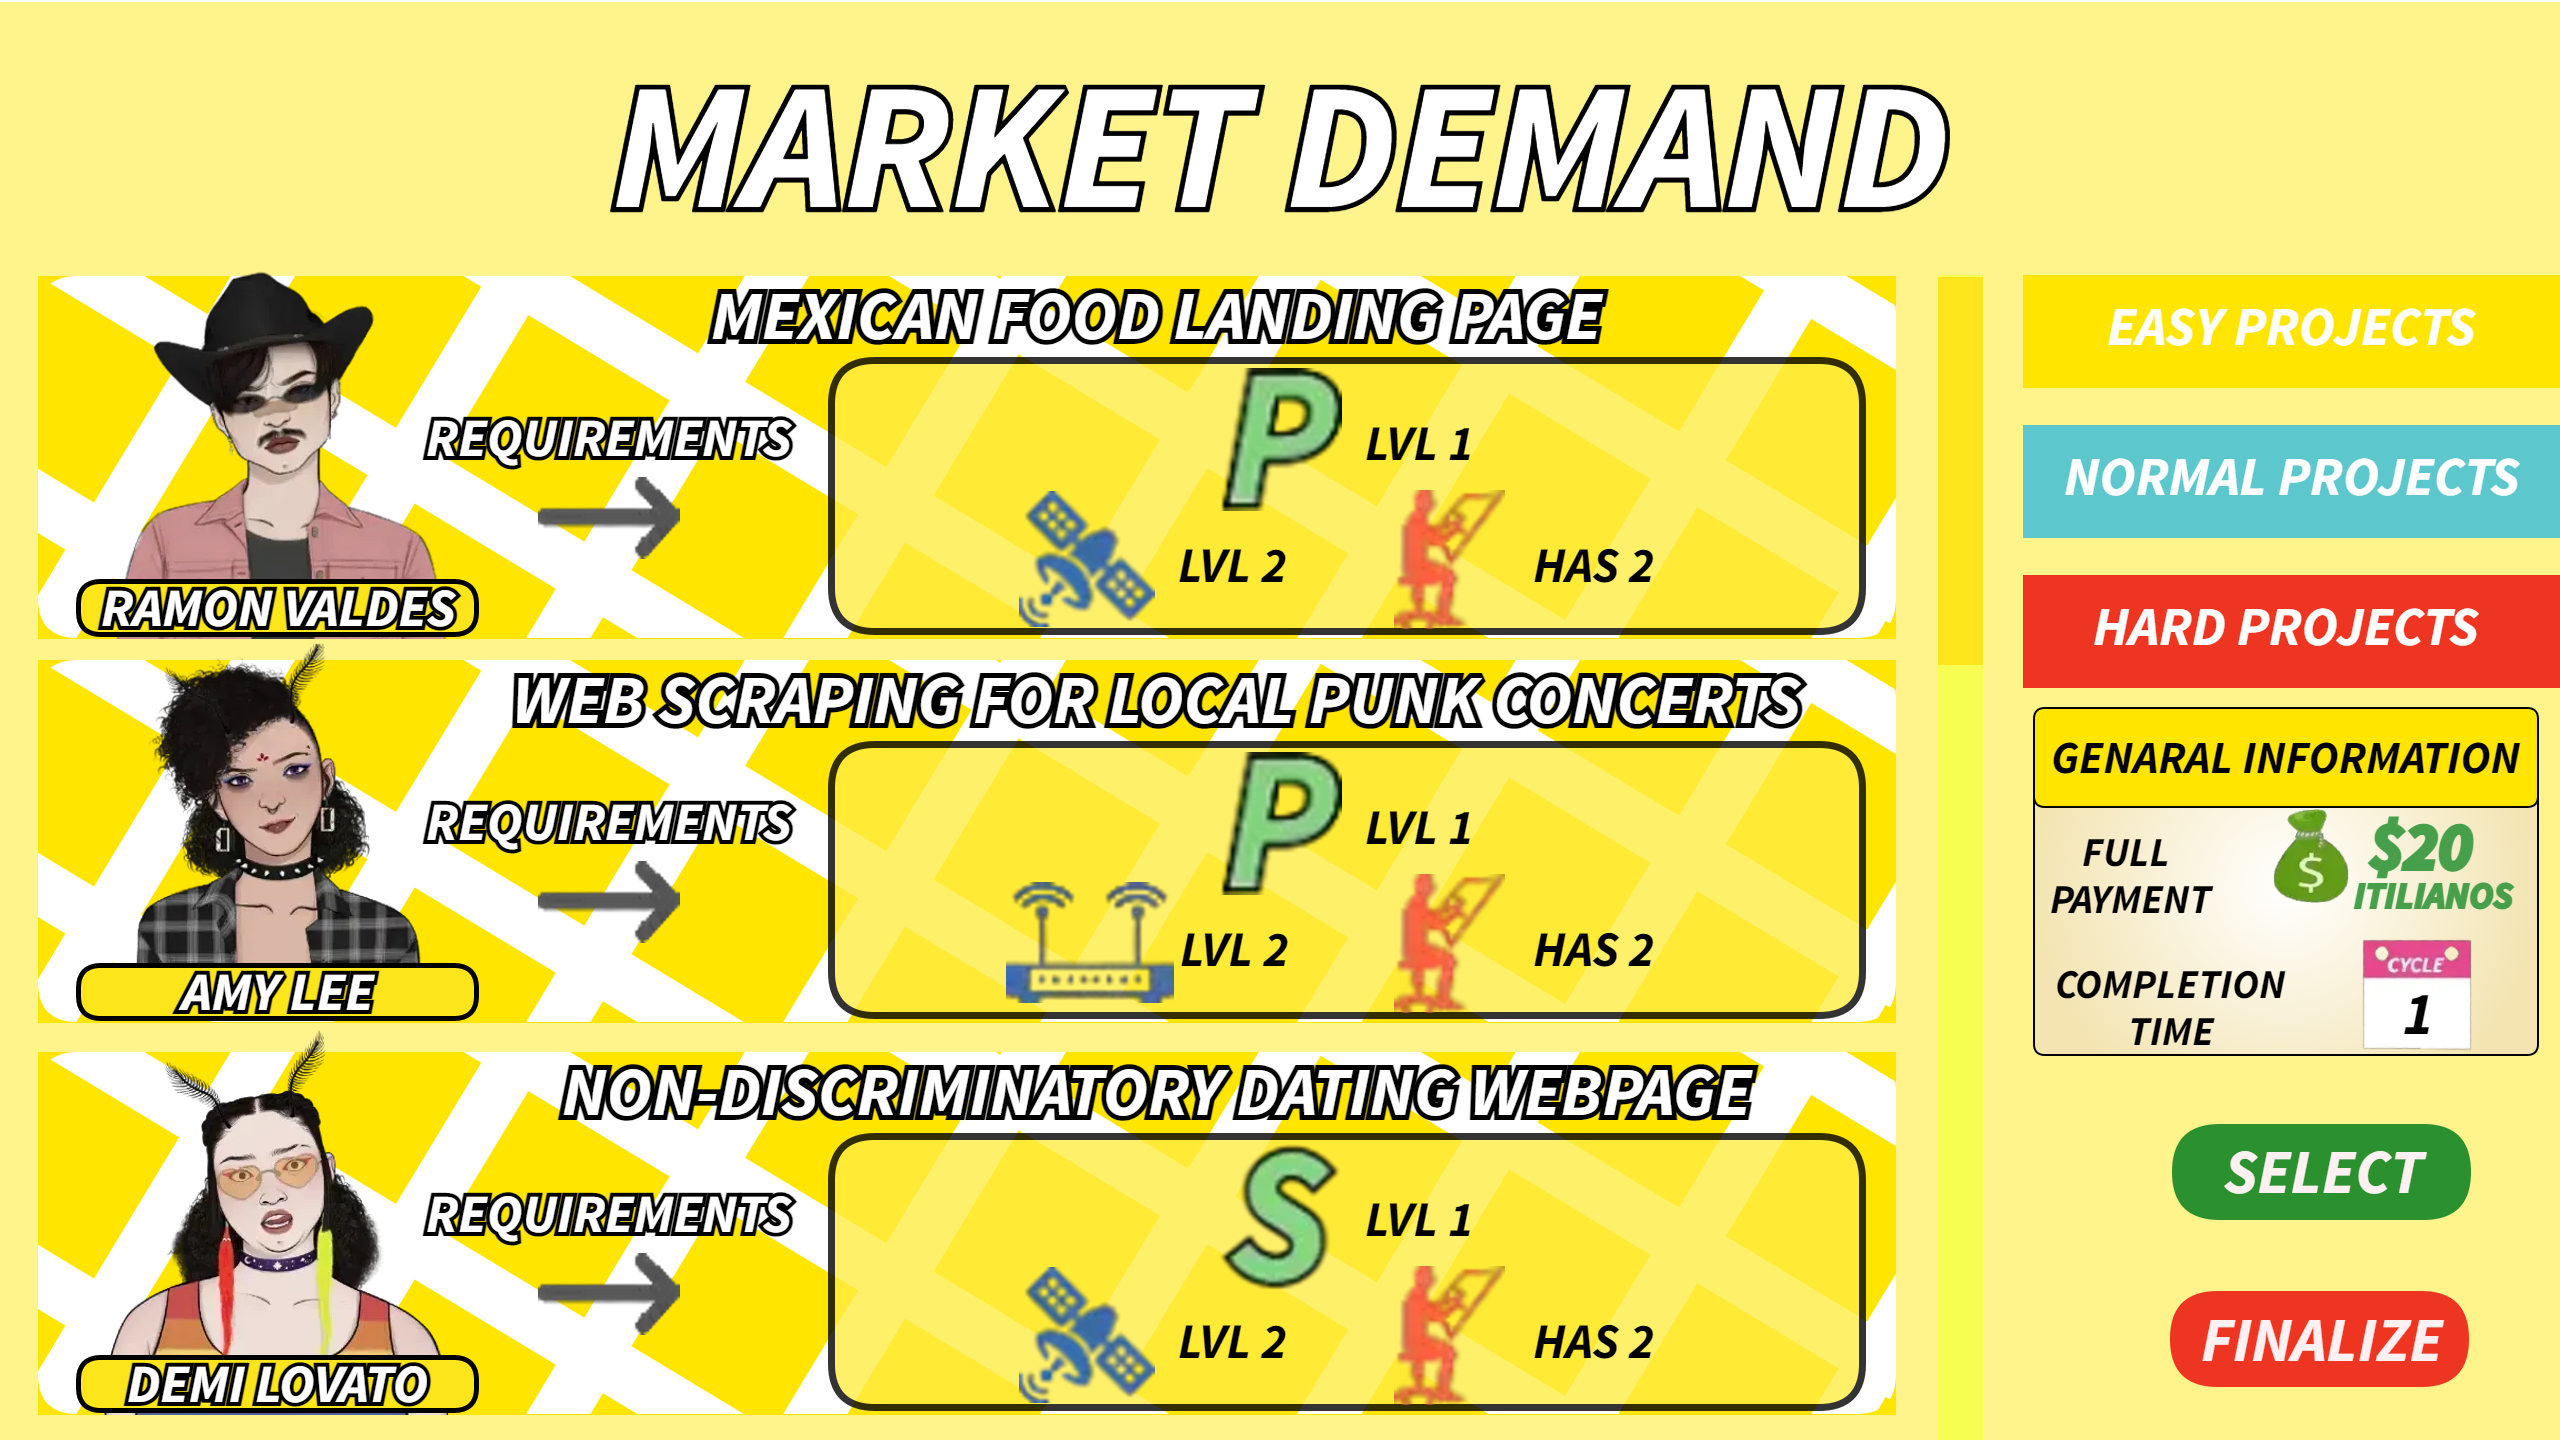 MARKET DEMAND
MEXICAN FOOD LANDING PAGE
REQUIREMENTS
P LVL 1
LVL 2 HAS 2
RAMON VALDES
WEB SCRAPING FOR LOCAL PUNK CONCERTS
REQUIREMENTS
P LVL 1
LVL 2 HAS 2
AMY LEE
NON-DISCRIMINATORY DATING WEBPAGE
REQUIREMENTS
S LVL 1
LVL 2 HAS 2
DEMI LOVATO
EASY PROJECTS
NORMAL PROJECTS
HARD PROJECTS
GENARAL INFORMATION
FULL
PAYMENT
$
$20
ITILIANOS
COMPLETION
TIME
CYCLE
1
SELECT
FINALIZE